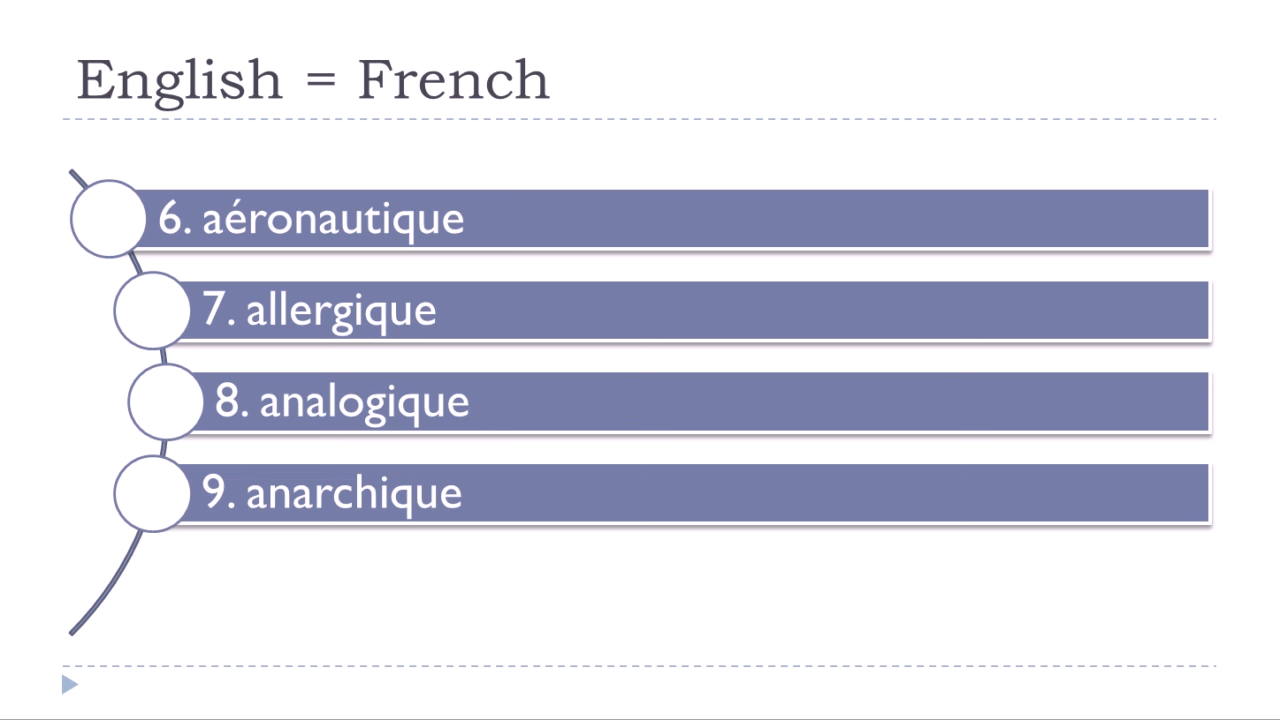 English = French
6. aéronautique
7. allergique
8. analogique
9. anarchique